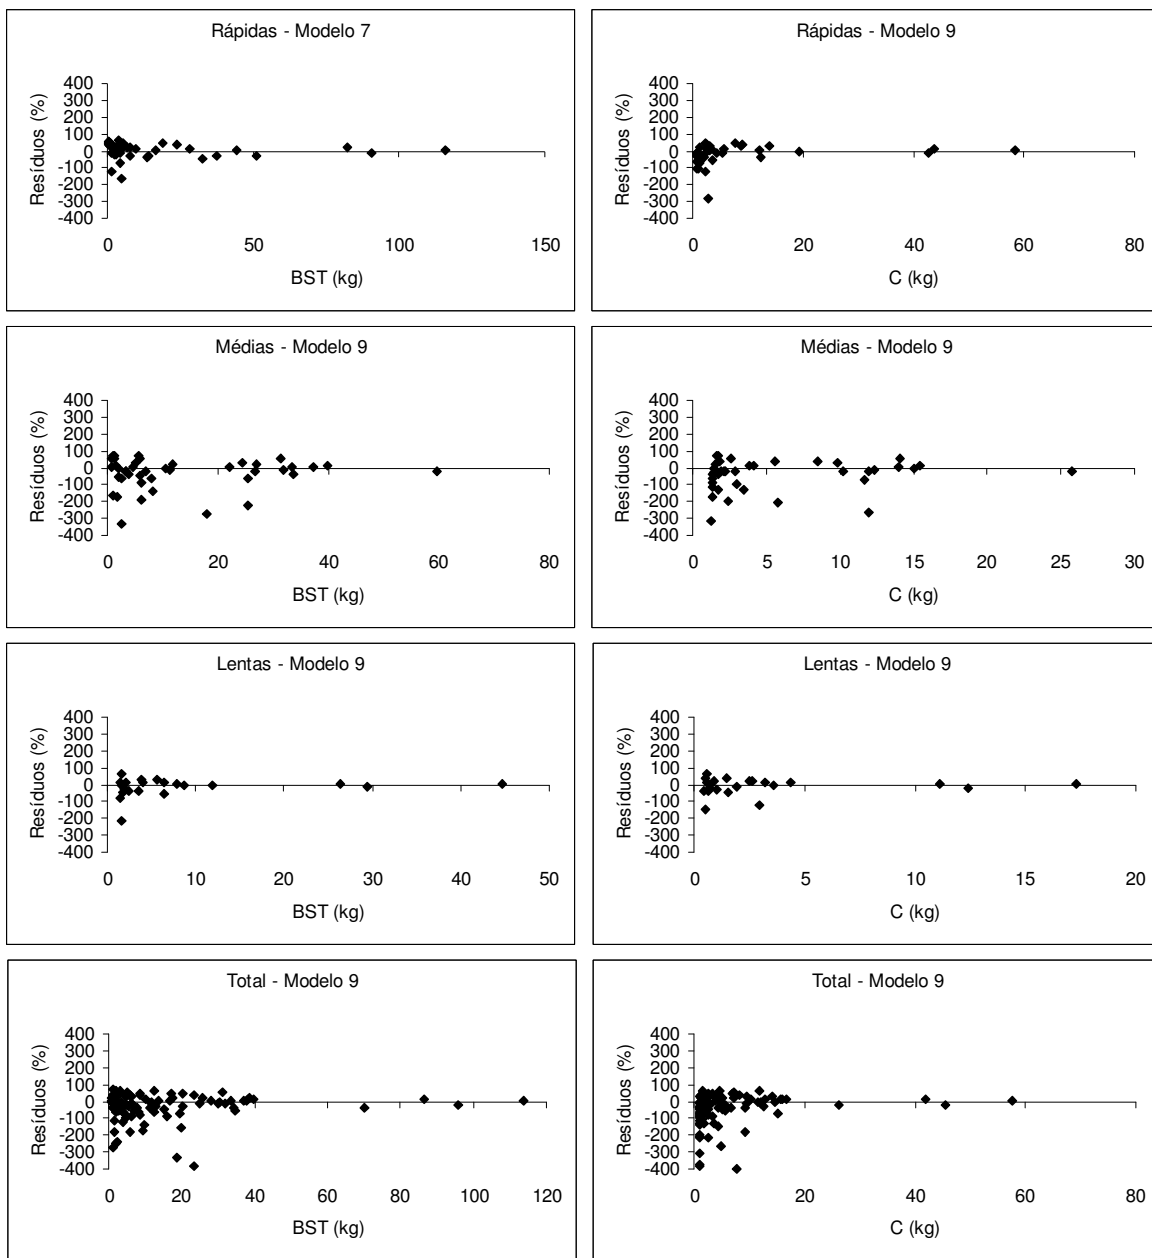 Rápidas - Modelo 7
400
300
200
100
0
-100
-200
-300
-400
Resíduos (%)
0 50 100 150
BST (kg)
Rápidas - Modelo 9
400
300
200
100
0
-100
-200
-300
-400
Resíduos (%)
0 20 40 60 80
C (kg)
Médias - Modelo 9
400
300
200
100
0
-100
-200
-300
-400
Resíduos (%)
0 20 40 60 80
BST (kg)
Médias - Modelo 9
400
300
200
100
0
-100
-200
-300
-400
Resíduos (%)
0 5 10 15 20 25 30
C (kg)
Lentas - Modelo 9
400
300
200
100
0
-100
-200
-300
-400
Resíduos (%)
0 10 20 30 40 50
BST (kg)
Lentas - Modelo 9
400
300
200
100
0
-100
-200
-300
-400
Resíduos (%)
0 5 10 15 20
C (kg)
Total - Modelo 9
400
300
200
100
0
-100
-200
-300
-400
Resíduos (%)
0 20 40 60 80 100 120
BST (kg)
Total - Modelo 9
400
300
200
100
0
-100
-200
-300
-400
Resíduos (%)
0 20 40 60 80
C (kg)